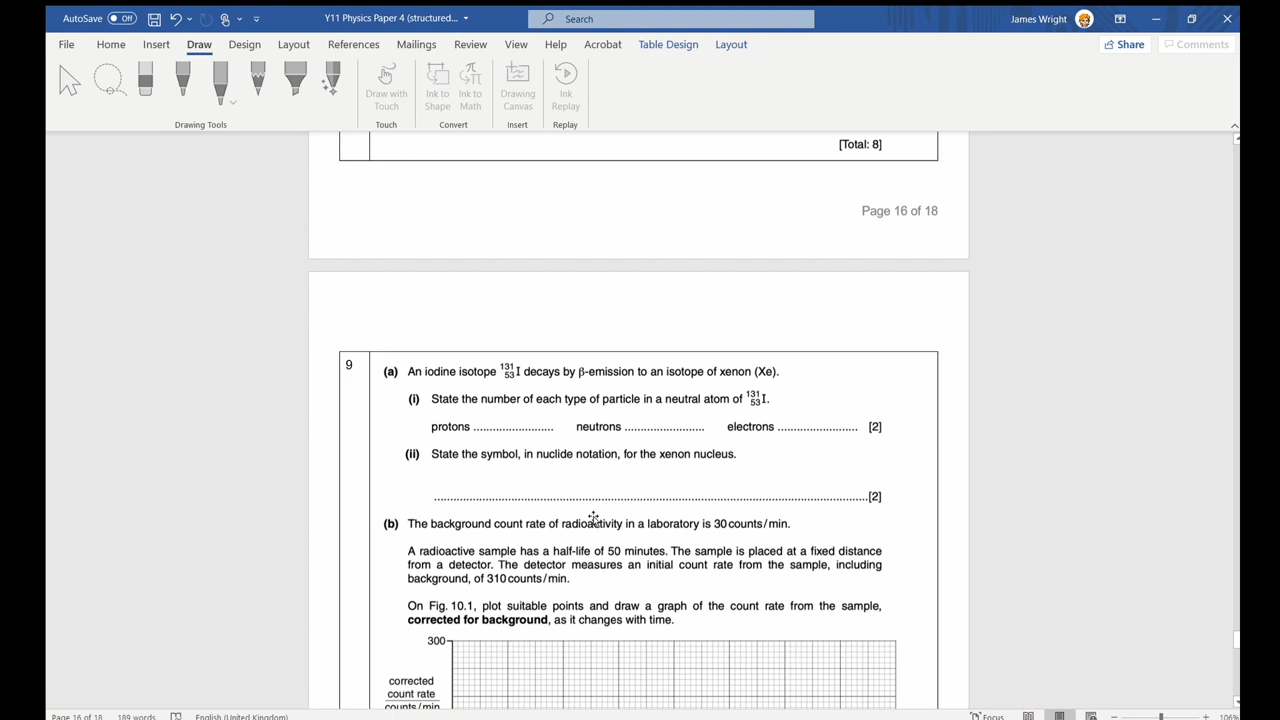 AutoSave Off Y11 Physics Paper 4 (structured... Search James Wright
File Home Insert Draw Design Layout References Mailings Review View Help Acrobat Table Design Layout Share Comments
Draw with Touch Ink to Shape Ink to Math Drawing Canvas Ink Replay
Drawing Tools Touch Convert Insert Replay
[Total: 8]
Page 16 of 18
9
(a) An iodine isotope ¹³¹₅₃I decays by β-emission to an isotope of xenon (Xe).
(i) State the number of each type of particle in a neutral atom of ¹³¹₅₃I.
protons ......................... neutrons ......................... electrons ......................... [2]
(ii) State the symbol, in nuclide notation, for the xenon nucleus.
...........................................................................................................................[2]
(b) The background count rate of radioactivity in a laboratory is 30 counts/min.
A radioactive sample has a half-life of 50 minutes. The sample is placed at a fixed distance
from a detector. The detector measures an initial count rate from the sample, including
background, of 310 counts/min.
On Fig. 10.1, plot suitable points and draw a graph of the count rate from the sample,
corrected for background, as it changes with time.
300
corrected
count rate
counts/min
Page 16 of 18 189 words English (United Kingdom) Focus 106%